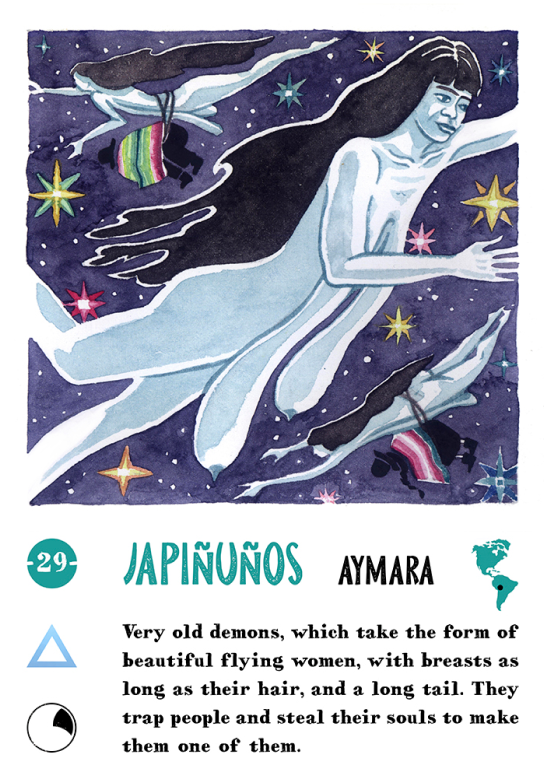 -29-
JAPIÑUÑOS
AYMARA
Very old demons, which take the form of
beautiful flying women, with breasts as
long as their hair, and a long tail. They
trap people and steal their souls to make
them one of them.